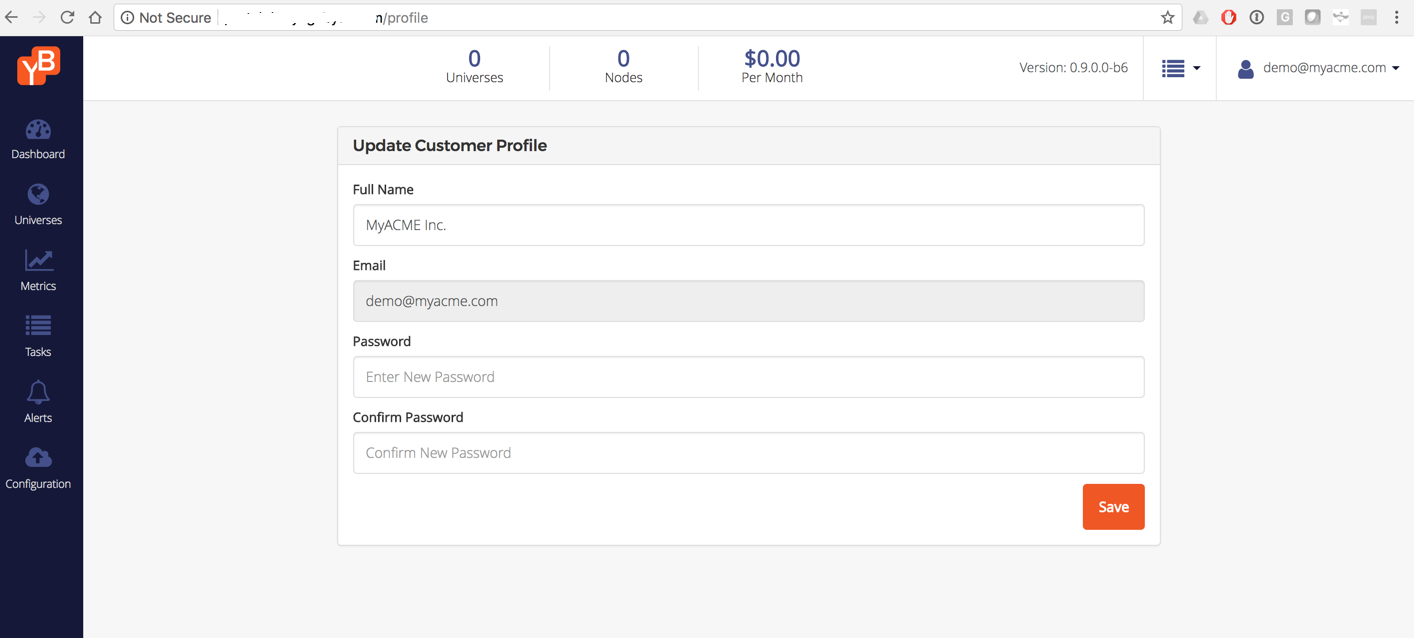 Not Secure
/profile
YB
0
Universes
0
Nodes
$0.00
Per Month
Version: 0.9.0.0-b6
demo@myacme.com
Dashboard
Universes
Metrics
Tasks
Alerts
Configuration
Update Customer Profile
Full Name
MyACME Inc.
Email
demo@myacme.com
Password
Enter New Password
Confirm Password
Confirm New Password
Save